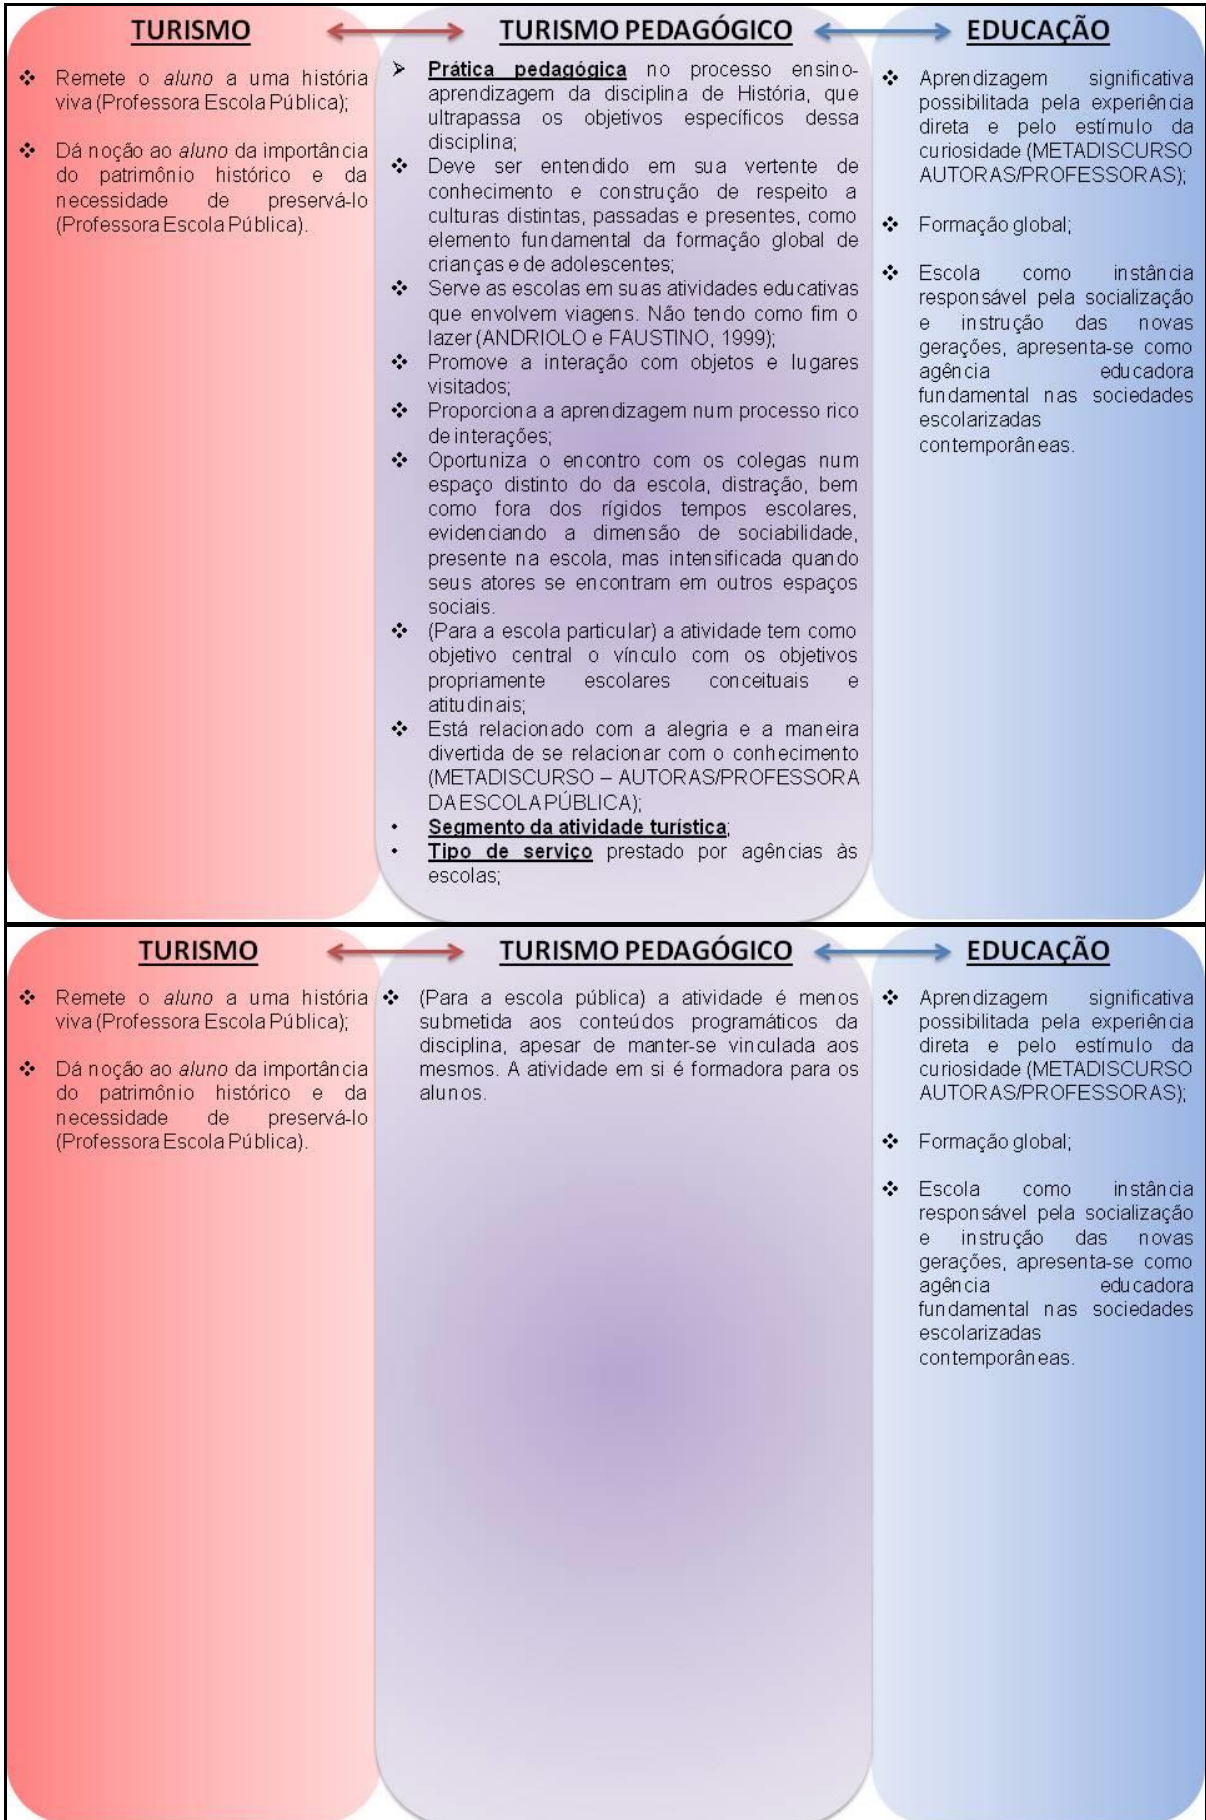 TURISMO
Remete o aluno a uma história
viva (Professora Escola Pública);
Dá noção ao aluno da importância
do patrimônio histórico e da
necessidade de preservá-lo
(Professora Escola Pública).
TURISMO PEDAGÓGICO
Prática pedagógica no processo ensino-
aprendizagem da disciplina de História, que
ultrapassa os objetivos específicos dessa
disciplina;
Deve ser entendido em sua vertente de
conhecimento e construção de respeito a
culturas distintas, passadas e presentes, como
elemento fundamental da formação global de
crianças e de adolescentes;
Serve as escolas em suas atividades educativas
que envolvem viagens. Não tendo como fim o
lazer (ANDRIOLO e FAUSTINO, 1999);
Promove a interação com objetos e lugares
visitados;
Proporciona a aprendizagem num processo rico
de interações;
Oportuniza o encontro com os colegas num
espaço distinto do da escola, distração, bem
como fora dos rígidos tempos escolares,
evidenciando a dimensão de sociabilidade,
presente na escola, mas intensificada quando
seus atores se encontram em outros espaços
sociais.
(Para a escola particular) a atividade tem como
objetivo central o vínculo com os objetivos
propriamente escolares conceituais e
atitudinais;
Está relacionado com a alegria e a maneira
divertida de se relacionar com o conhecimento
(METADISCURSO – AUTORAS/PROFESSORA
DA ESCOLA PÚBLICA);
Segmento da atividade turística;
Tipo de serviço prestado por agências às
escolas;
EDUCAÇÃO
Aprendizagem significativa
possibilitada pela experiência
direta e pelo estímulo da
curiosidade (METADISCURSO
AUTORAS/PROFESSORAS);
Formação global;
Escola como instância
responsável pela socialização
e instrução das novas
gerações, apresenta-se como
agência educadora
fundamental nas sociedades
escolarizadas
contemporâneas.
TURISMO
Remete o aluno a uma história
viva (Professora Escola Pública);
Dá noção ao aluno da importância
do patrimônio histórico e da
necessidade de preservá-lo
(Professora Escola Pública).
TURISMO PEDAGÓGICO
(Para a escola pública) a atividade é menos
submetida aos conteúdos programáticos da
disciplina, apesar de manter-se vinculada aos
mesmos. A atividade em si é formadora para os
alunos.
EDUCAÇÃO
Aprendizagem significativa
possibilitada pela experiência
direta e pelo estímulo da
curiosidade (METADISCURSO
AUTORAS/PROFESSORAS);
Formação global;
Escola como instância
responsável pela socialização
e instrução das novas
gerações, apresenta-se como
agência educadora
fundamental nas sociedades
escolarizadas
contemporâneas.